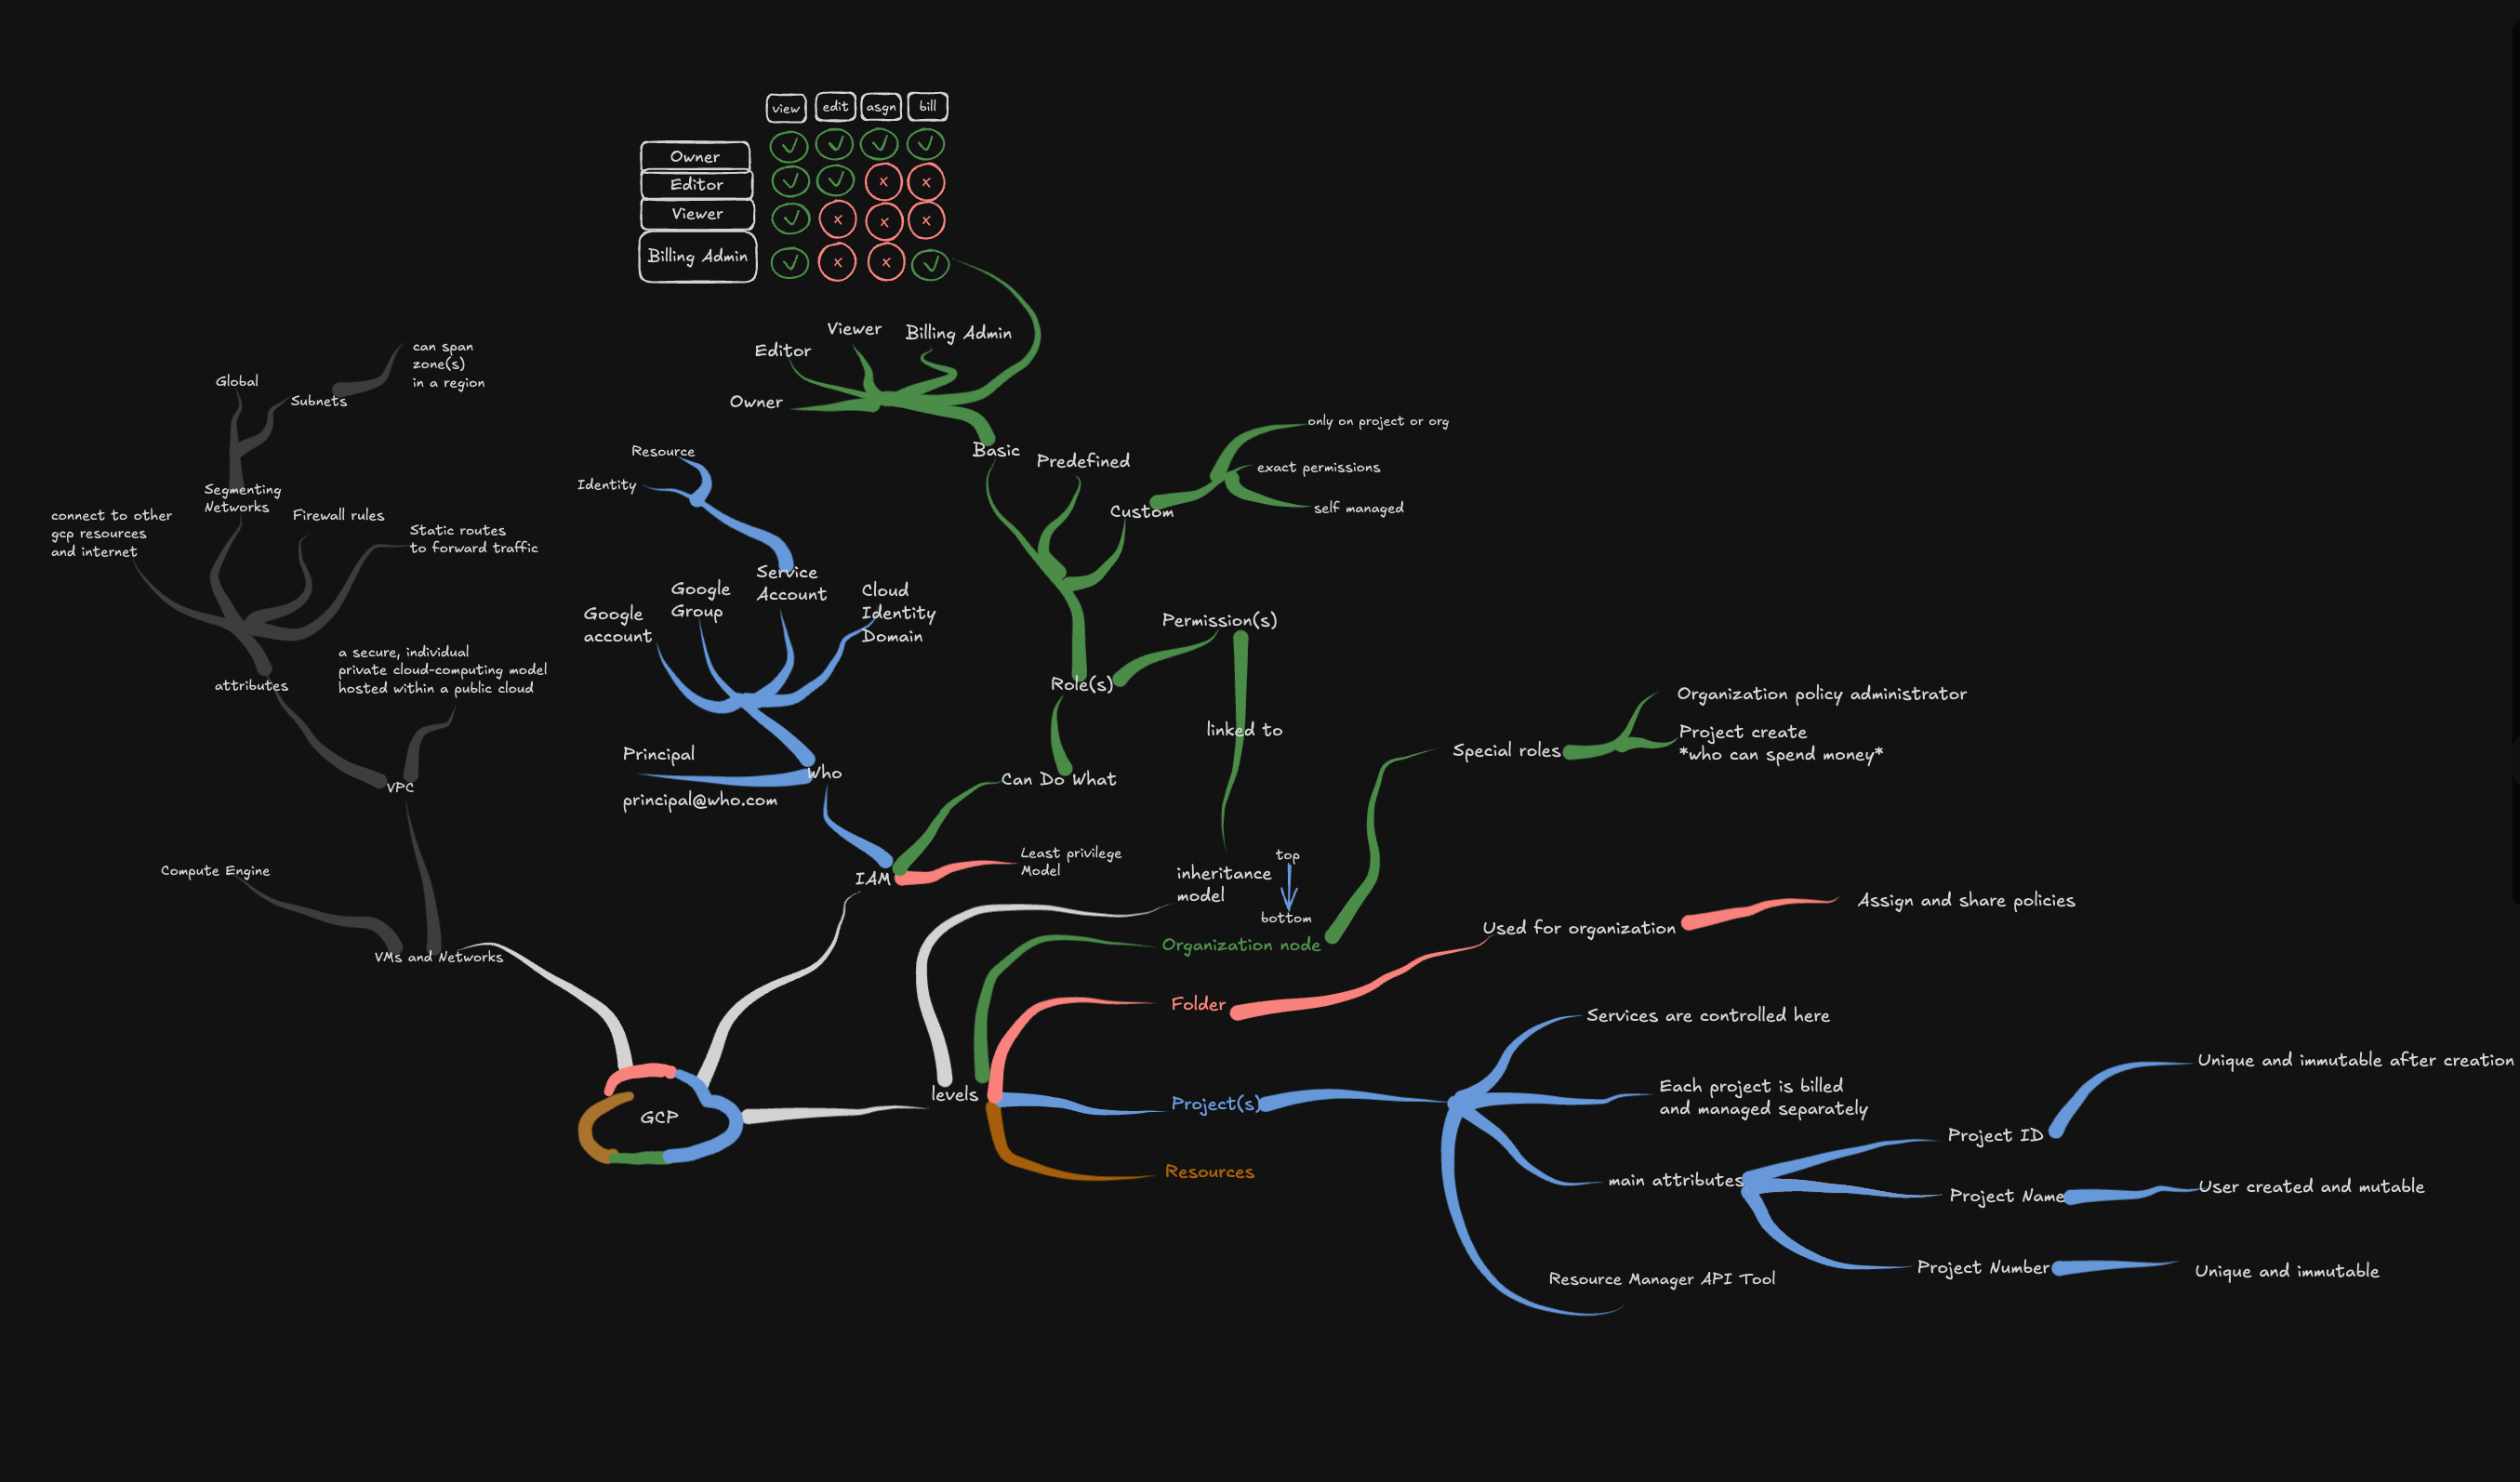 view edit asgn bill
Owner
Editor
Viewer
Billing Admin
Viewer
Billing Admin
Editor
Owner
Basic
Predefined
Custom
only on project or org
exact permissions
self managed
can span
zone(s)
in a region
Global
Subnets
Segmenting
Networks
Firewall rules
connect to other
gcp resources
and internet
Static routes
to forward traffic
attributes
a secure, individual
private cloud-computing model
hosted within a public cloud
VPC
Compute Engine
VMs and Networks
Resource
Identity
Service
Account
Google
Group
Google
account
Cloud
Identity
Domain
Principal
Who
principal@who.com
Permission(s)
Role(s)
linked to
Can Do What
Least privilege
Model
IAM
inheritance
model
top
bottom
Special roles
Organization policy administrator
Project create
*who can spend money*
Organization node
Used for organization
Assign and share policies
Folder
levels
GCP
Project(s)
Resources
Services are controlled here
Each project is billed
and managed separately
main attributes
Resource Manager API Tool
Project ID
Unique and immutable after creation
Project Name
User created and mutable
Project Number
Unique and immutable